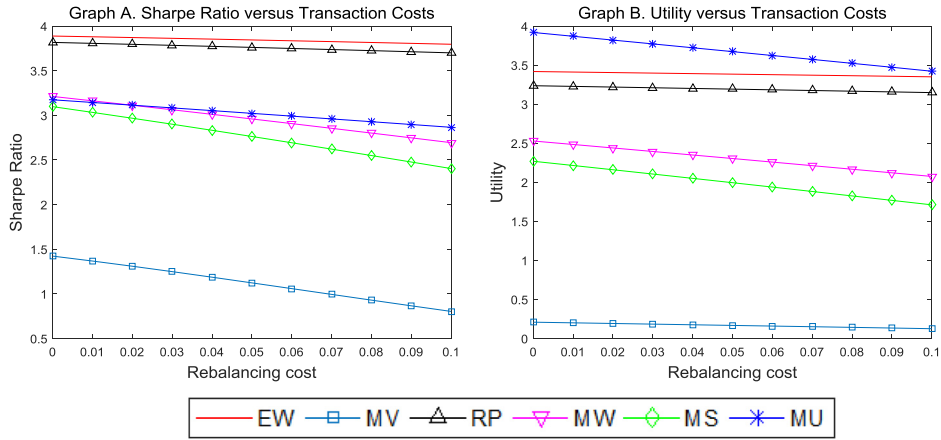 Graph A. Sharpe Ratio versus Transaction Costs
4
3.5
3
2.5
2
1.5
1
0.5
Sharpe Ratio
0 0.01 0.02 0.03 0.04 0.05 0.06 0.07 0.08 0.09 0.1
Rebalancing cost
Graph B. Utility versus Transaction Costs
4
3.5
3
2.5
2
1.5
1
0.5
0
Utility
0 0.01 0.02 0.03 0.04 0.05 0.06 0.07 0.08 0.09 0.1
Rebalancing cost
EW MV RP MW MS MU